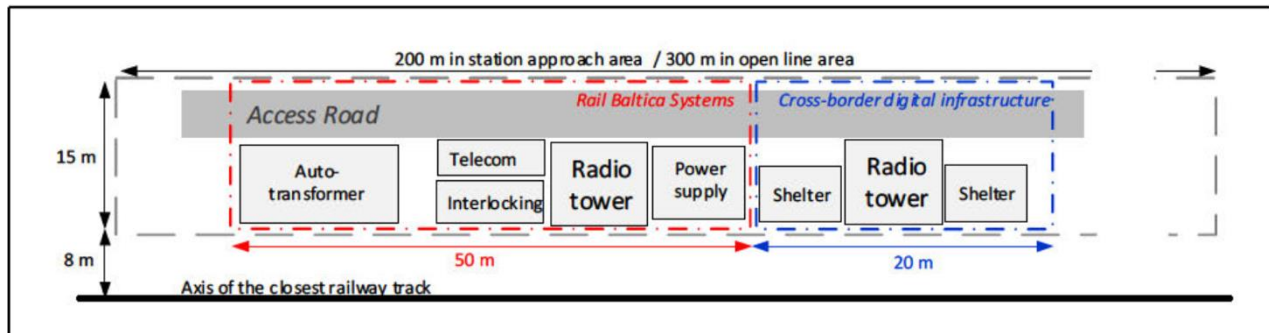 200 m in station approach area / 300 m in open line area
Rail Baltica Systems
Cross-border digital infrastructure
Access Road
15 m
Auto-
transformer
Telecom
Interlocking
Radio
tower
Power
supply
Shelter
Radio
tower
Shelter
8 m
50 m
20 m
Axis of the closest railway track